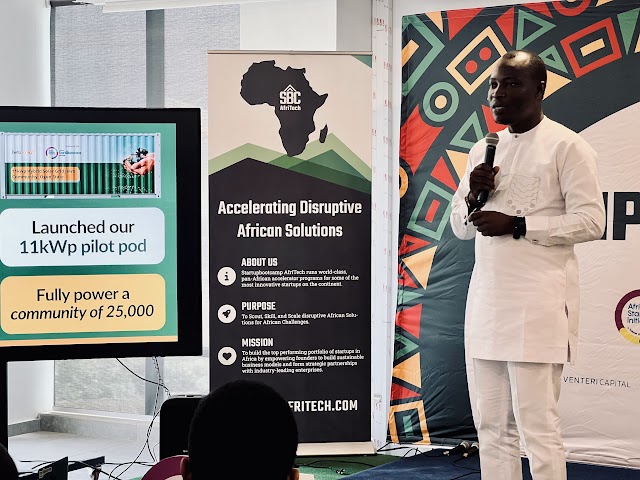 Launched our
11kWp pilot pod
Fully power a
community of 25,000
SBC
AfriTech
Accelerating Disruptive
African Solutions
ABOUT US
Startupbootcamp AfriTech runs world-class,
pan-African accelerator programs for some of the
most innovative startups on the continent.
PURPOSE
To Scout, Skill, and Scale disruptive African Solu-
tions for African Challenges.
MISSION
To build the top performing portfolio of startups in
Africa by empowering founders to build sustainable
business models and form strategic partnerships
with industry-leading enterprises.
FRITECH.COM
VENTERI CAPITAL